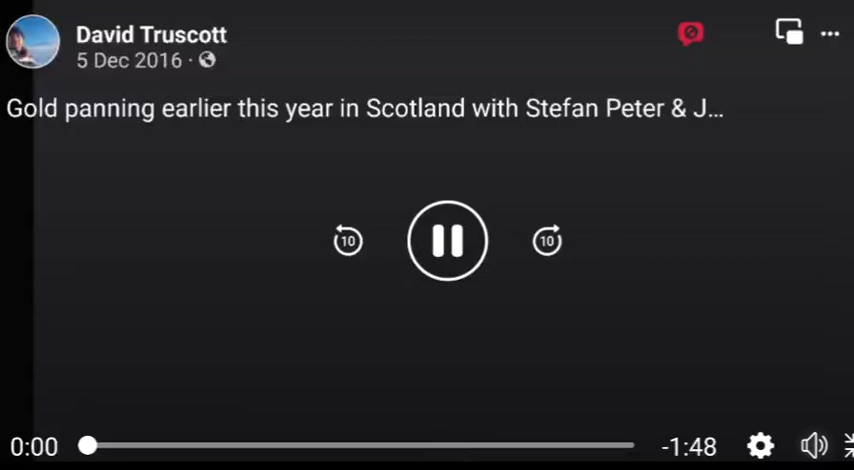 David Truscott
5 Dec 2016 ·
Gold panning earlier this year in Scotland with Stefan Peter & J...
10 10
0:00 -1:48